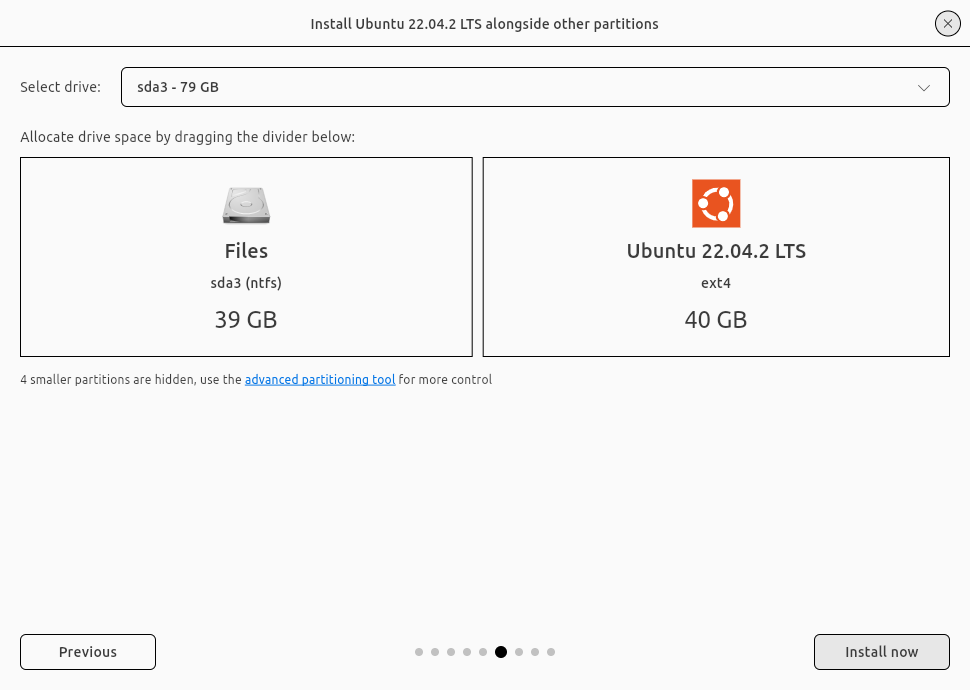 Install Ubuntu 22.04.2 LTS alongside other partitions
Select drive:
sda3 - 79 GB
Allocate drive space by dragging the divider below:
Files
sda3 (ntfs)
39 GB
Ubuntu 22.04.2 LTS
ext4
40 GB
4 smaller partitions are hidden, use the advanced partitioning tool for more control
Previous
Install now